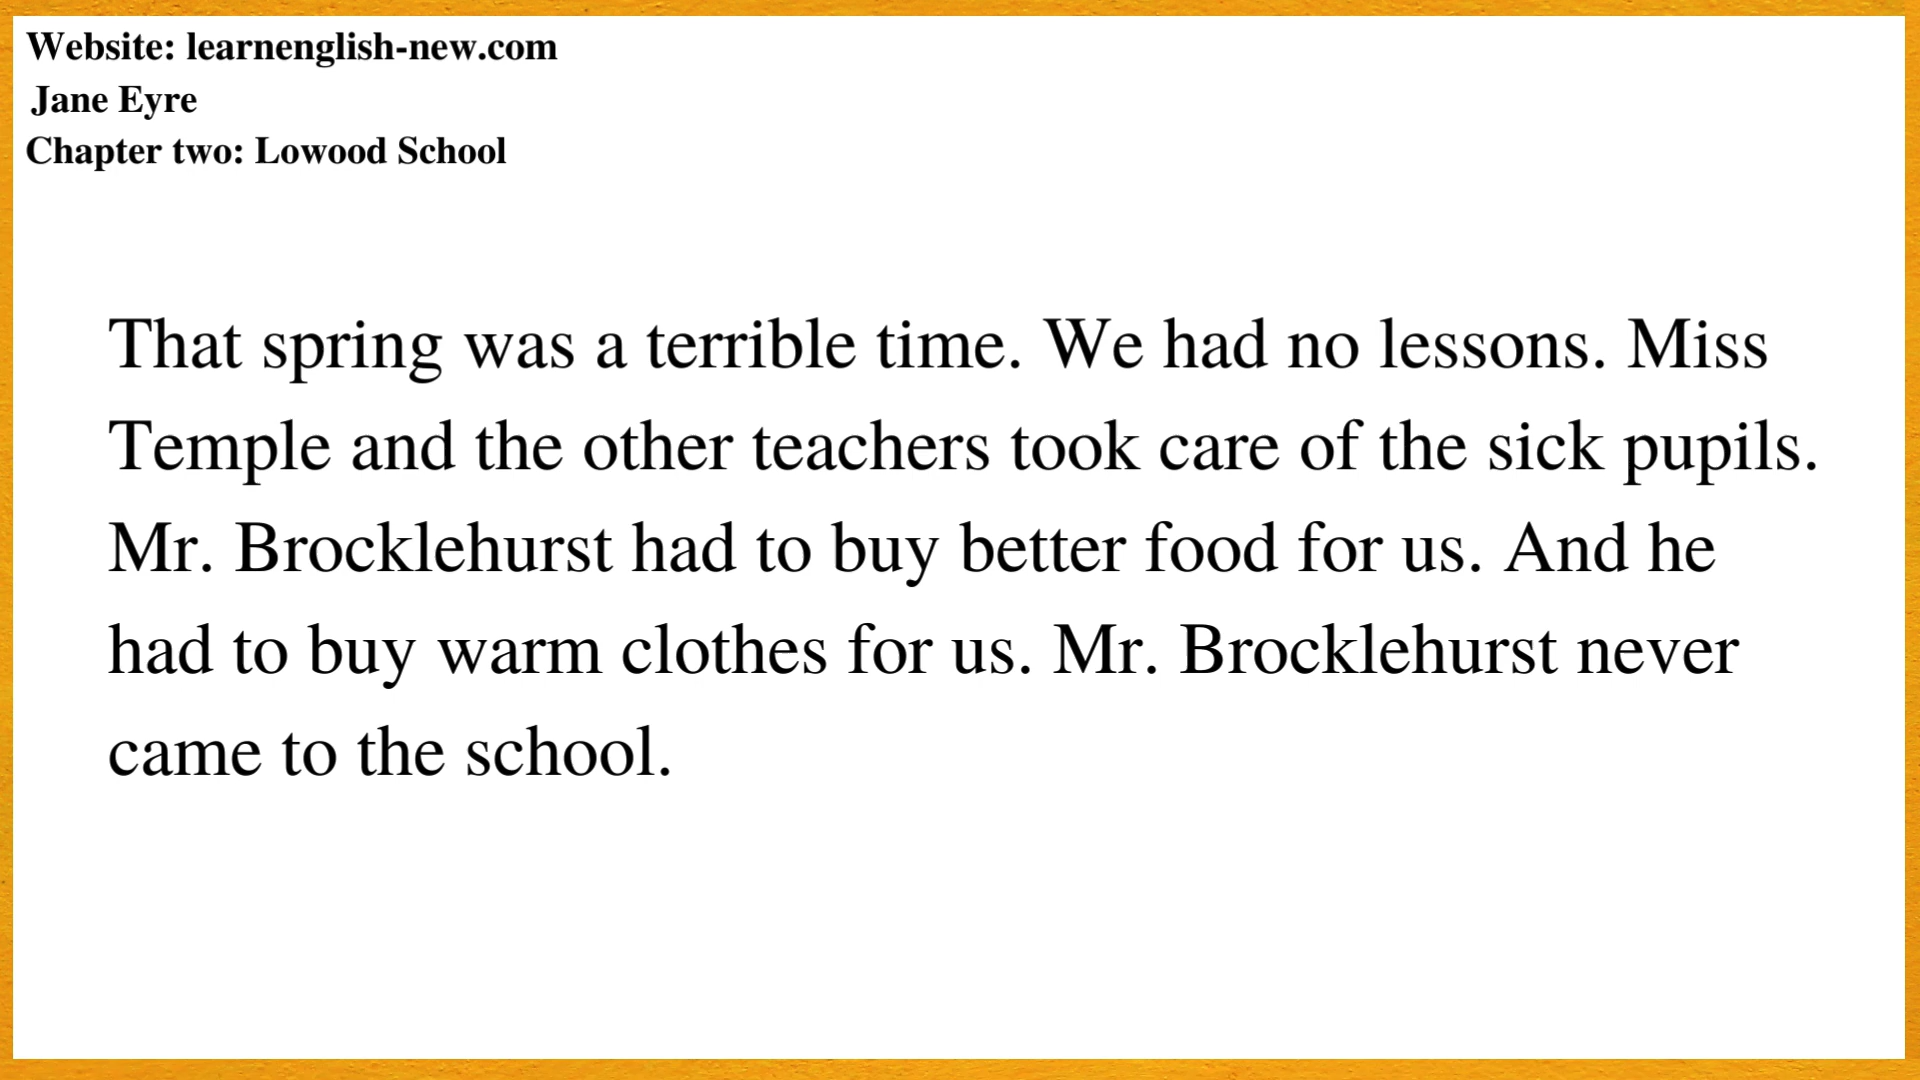 Website: learnenglish-new.com
Jane Eyre
Chapter two: Lowood School
That spring was a terrible time. We had no lessons. Miss
Temple and the other teachers took care of the sick pupils.
Mr. Brocklehurst had to buy better food for us. And he
had to buy warm clothes for us. Mr. Brocklehurst never
came to the school.